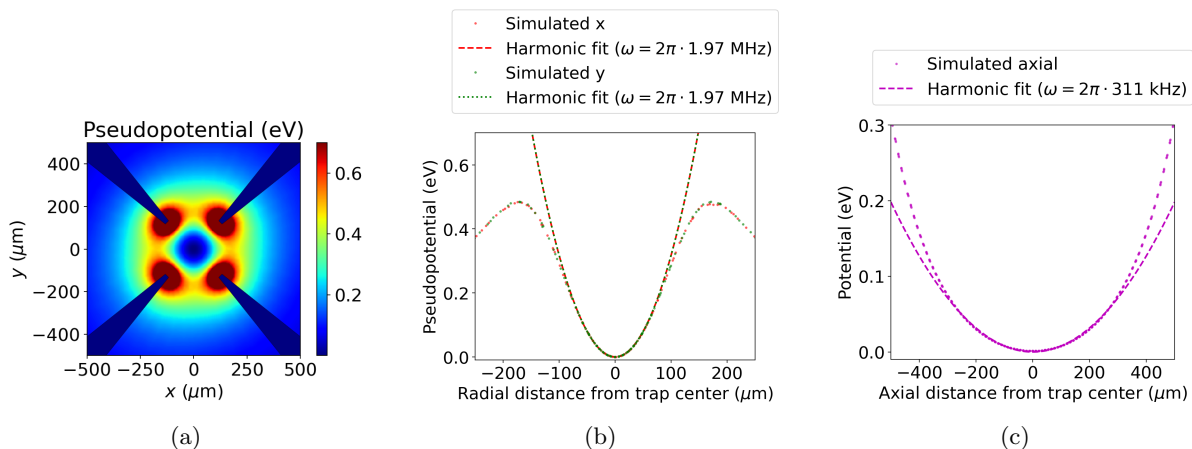 Pseudopotential (eV)
400
200
0
−200
−400
y (μm)
−500
−250
0
250
500
x (μm)
0.6
0.4
0.2
(a)
Simulated x
Harmonic fit (ω = 2π · 1.97 MHz)
Simulated y
Harmonic fit (ω = 2π · 1.97 MHz)
0.6
0.4
0.2
0.0
Pseudopotential (eV)
−200
−100
0
100
200
Radial distance from trap center (μm)
(b)
Simulated axial
Harmonic fit (ω = 2π · 311 kHz)
0.3
0.2
0.1
0.0
Potential (eV)
−400
−200
0
200
400
Axial distance from trap center (μm)
(c)